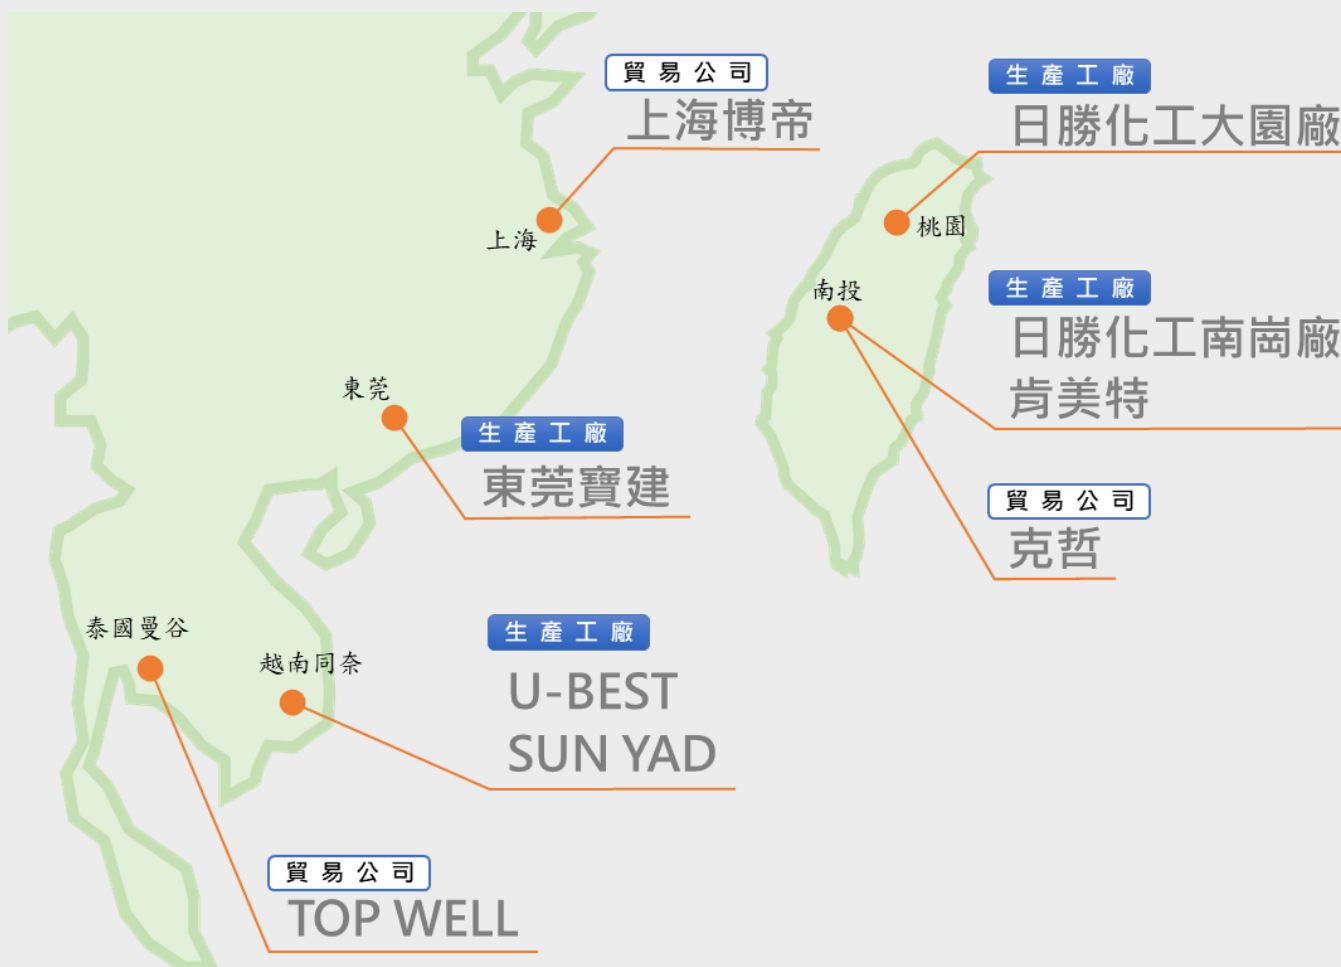 貿易公司
上海博帝
上海
生產工廠
日勝化工大園廠
桃園
南投
生產工廠
日勝化工南崗廠
肯美特
貿易公司
克哲
東莞
生產工廠
東莞寶建
泰國曼谷
越南同奈
生產工廠
U-BEST
SUN YAD
貿易公司
TOP WELL